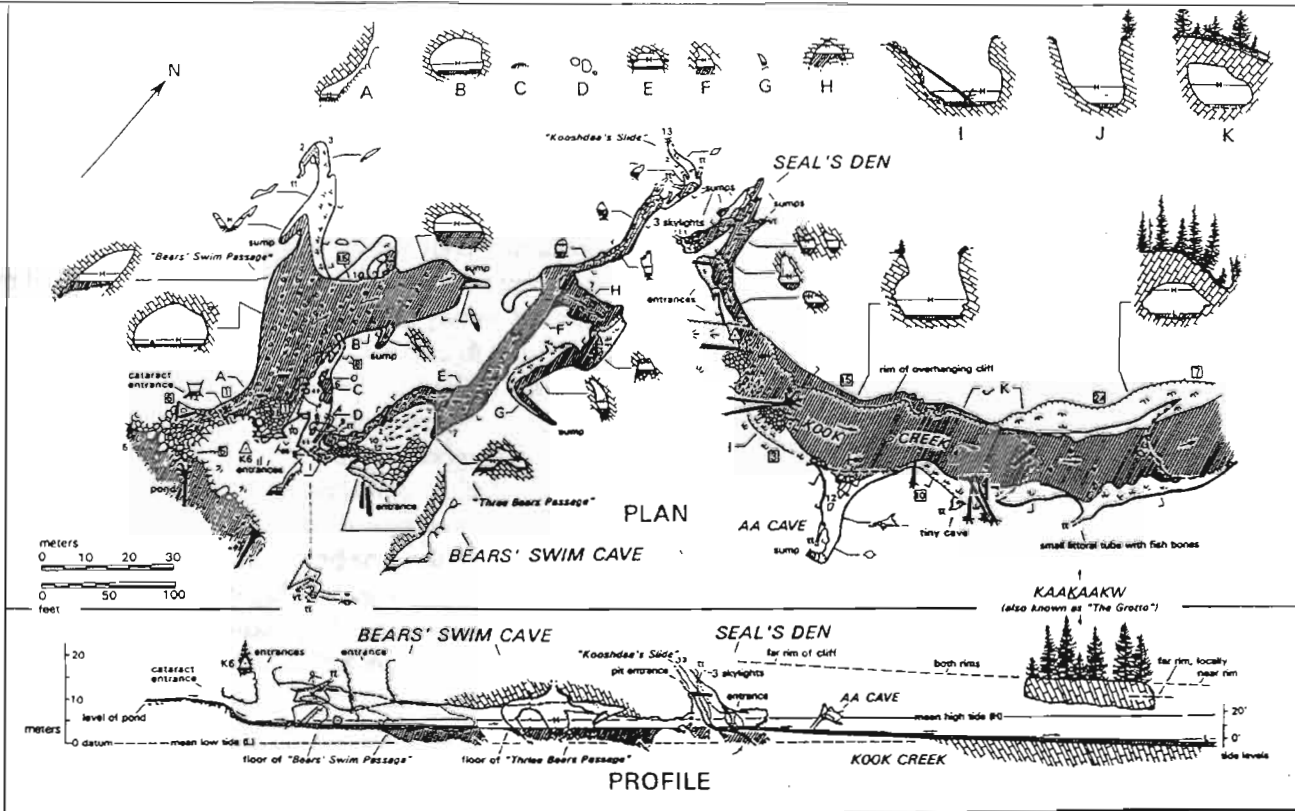 N
A
B
C
D
E
F
G
H
I
J
K
"Kooshdaa's Slide"
13
SEAL'S DEN
sumps
sumps
3 skylights
sump
"Bears' Swim Passage"
sump
entrances
H
F
B
sump
rim of overhanging cliff
K
cataract
entrance
A
C
E
D
G
sump
I
KOOK
CREEK
K6
entrances
pond
entrance
"Three Bears Passage"
PLAN
AA CAVE
sump
tiny cave
small littoral tube with fish bones
BEARS' SWIM CAVE
meters
0 10 20 30
0 50 100
feet
KAAKAAKW
(also known as "The Grotto")
BEARS' SWIM CAVE
SEAL'S DEN
"Kooshdaa's Slide"
far rim of cliff
both rims
far rim, locally
near rim
20
K6
entrances
entrance
pit entrance
3 skylights
entrance
cataract
entrance
AA CAVE
10
level of pond
mean high tide (H)
20'
meters
0 datum
mean low tide (L)
0'
floor of "Bears' Swim Passage"
floor of "Three Bears Passage"
KOOK CREEK
tide levels
PROFILE